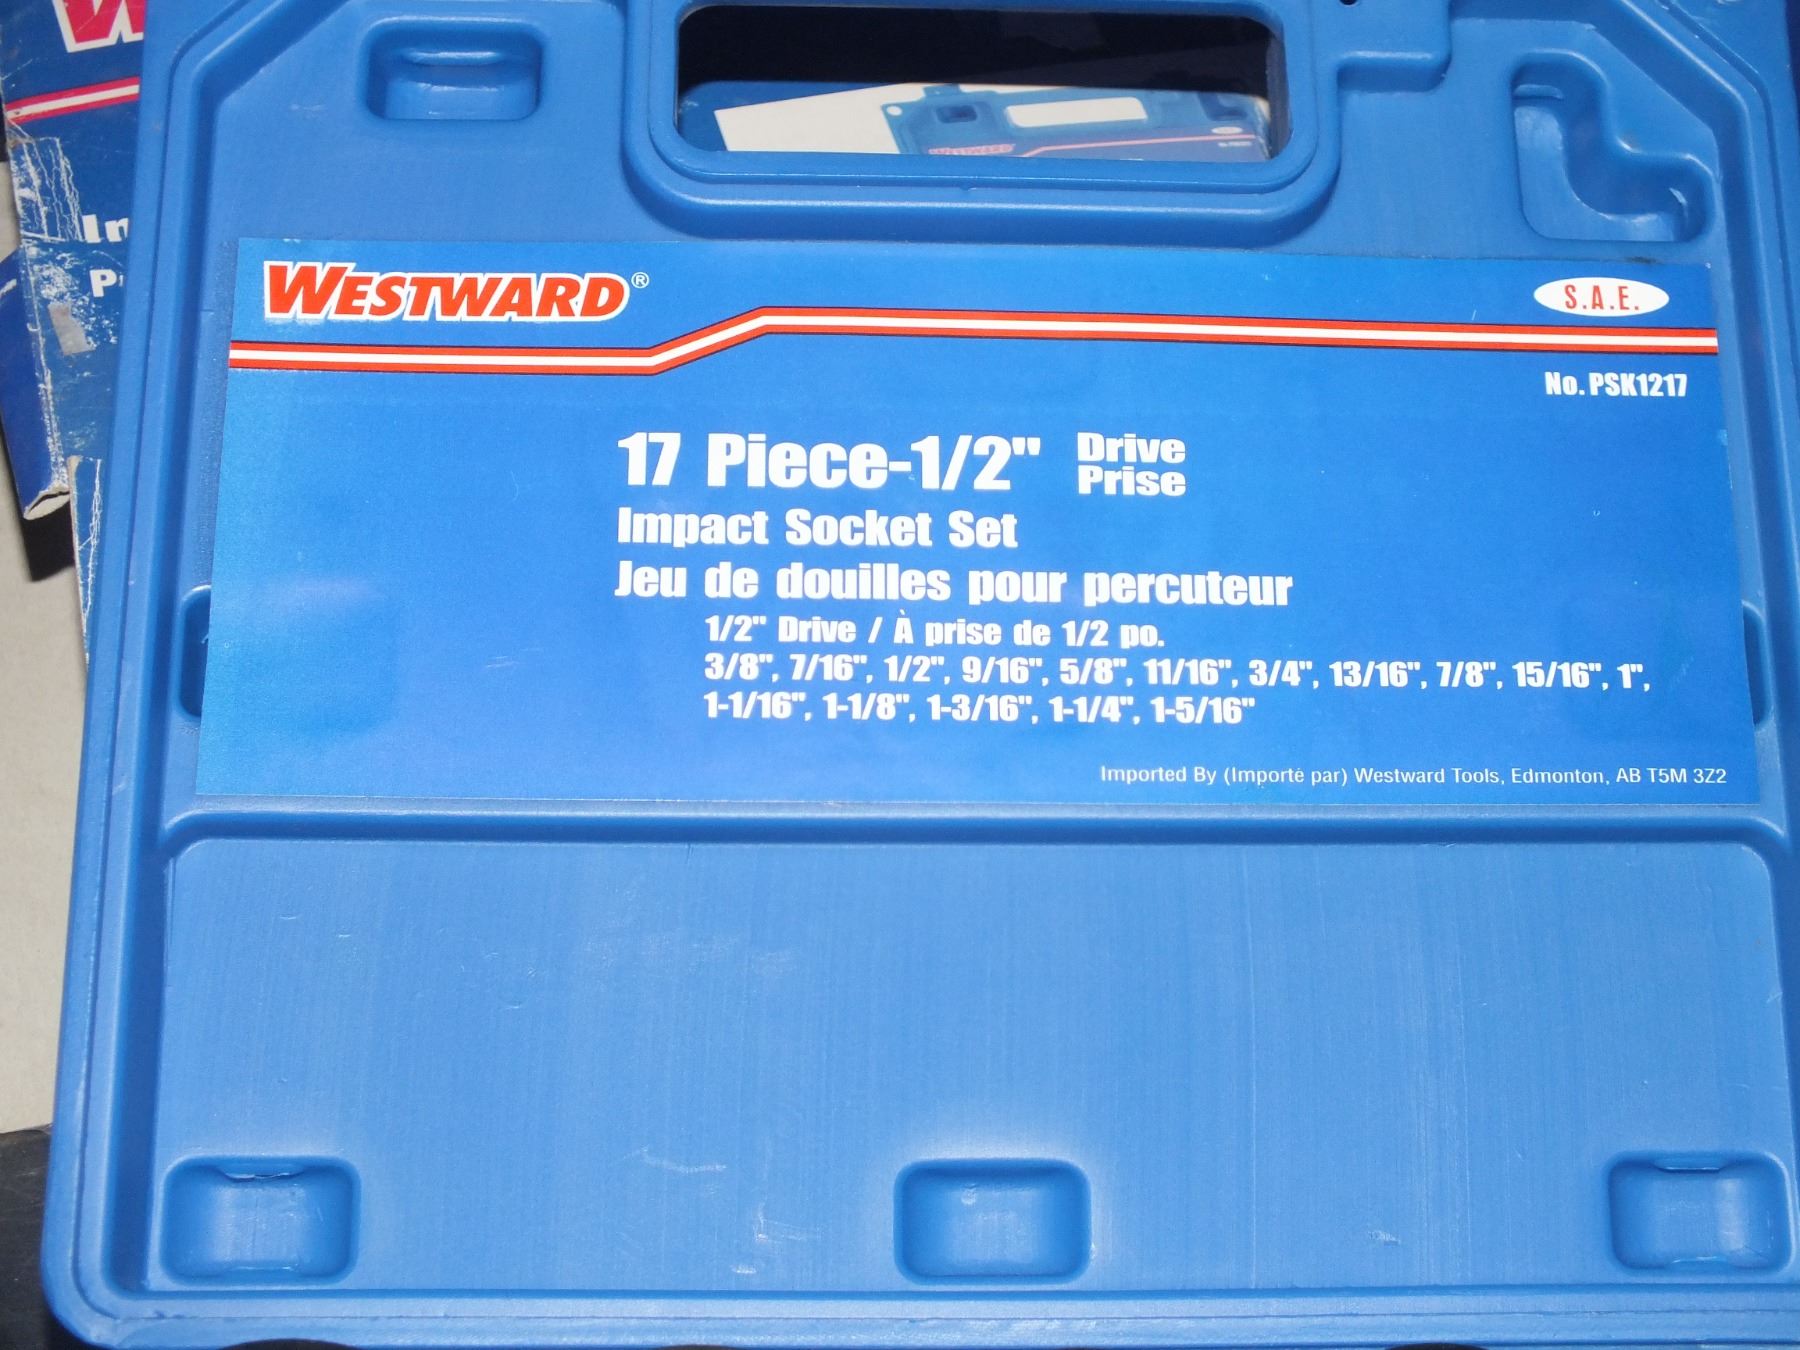 W
In
P
WESTWARD
WESTWARD®
S.A.E.
No. PSK1217
17 Piece-1/2" Drive
Prise
Impact Socket Set
Jeu de douilles pour percuteur
1/2" Drive / À prise de 1/2 po.
3/8", 7/16", 1/2", 9/16", 5/8", 11/16", 3/4", 13/16", 7/8", 15/16", 1",
1-1/16", 1-1/8", 1-3/16", 1-1/4", 1-5/16"
Imported By (Importé par) Westward Tools, Edmonton, AB T5M 3Z2